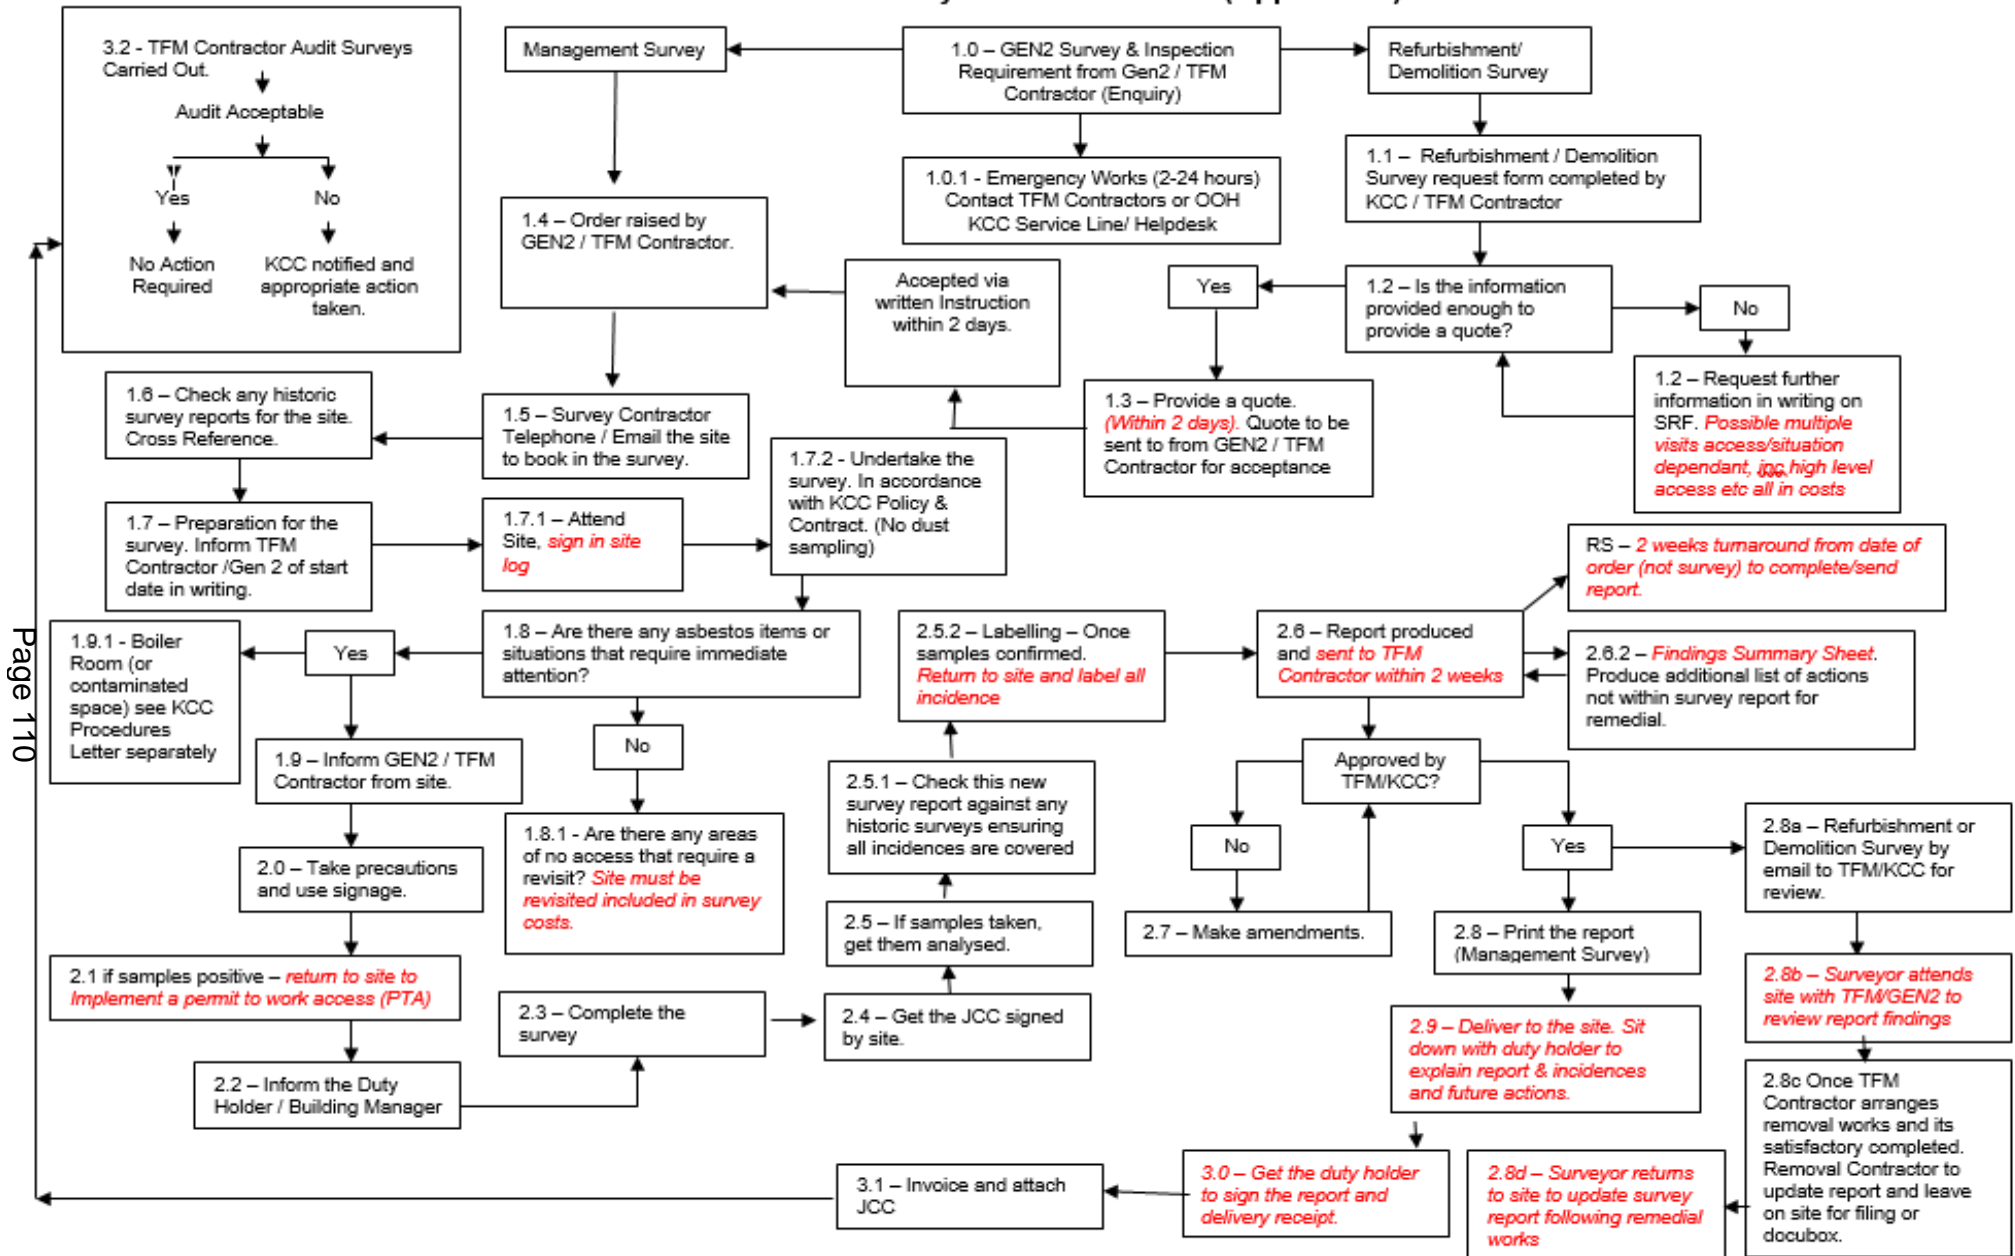 3.2 - TFM Contractor Audit Surveys
Carried Out.
Audit Acceptable
Yes
No
No Action
Required
KCC notified and
appropriate action
taken.
Management Survey
1.0 – GEN2 Survey & Inspection
Requirement from Gen2 / TFM
Contractor (Enquiry)
Refurbishment/
Demolition Survey
1.0.1 - Emergency Works (2-24 hours)
Contact TFM Contractors or OOH
KCC Service Line/ Helpdesk
1.1 – Refurbishment / Demolition
Survey request form completed by
KCC / TFM Contractor
1.4 – Order raised by
GEN2 / TFM Contractor.
Accepted via
written Instruction
within 2 days.
Yes
1.2 – Is the information
provided enough to
provide a quote?
No
1.2 – Request further
information in writing on
SRF. Possible multiple
visits access/situation
dependant, inc high level
access etc all in costs
1.3 – Provide a quote.
(Within 2 days). Quote to be
sent to from GEN2 / TFM
Contractor for acceptance
1.6 – Check any historic
survey reports for the site.
Cross Reference.
1.5 – Survey Contractor
Telephone / Email the site
to book in the survey.
1.7.2 - Undertake the
survey. In accordance
with KCC Policy &
Contract. (No dust
sampling)
1.7 – Preparation for the
survey. Inform TFM
Contractor /Gen 2 of start
date in writing.
1.7.1 – Attend
Site, sign in site
log
RS – 2 weeks turnaround from date of
order (not survey) to complete/send
report.
1.9.1 - Boiler
Room (or
contaminated
space) see KCC
Procedures
Letter separately
Yes
1.8 – Are there any asbestos items or
situations that require immediate
attention?
2.5.2 – Labelling – Once
samples confirmed.
Return to site and label all
incidence
2.6 – Report produced
and sent to TFM
Contractor within 2 weeks
2.6.2 – Findings Summary Sheet.
Produce additional list of actions
not within survey report for
remedial.
Page 110
1.9 – Inform GEN2 / TFM
Contractor from site.
No
2.5.1 – Check this new
survey report against any
historic surveys ensuring
all incidences are covered
Approved by
TFM/KCC?
1.8.1 - Are there any areas
of no access that require a
revisit? Site must be
revisited included in survey
costs.
No
Yes
2.8a – Refurbishment or
Demolition Survey by
email to TFM/KCC for
review.
2.0 – Take precautions
and use signage.
2.5 – If samples taken,
get them analysed.
2.7 – Make amendments.
2.8 – Print the report
(Management Survey)
2.1 if samples positive – return to site to
Implement a permit to work access (PTA)
2.3 – Complete the
survey
2.4 – Get the JCC signed
by site.
2.8b – Surveyor attends
site with TFM/GEN2 to
review report findings
2.9 – Deliver to the site. Sit
down with duty holder to
explain report & incidences
and future actions.
2.2 – Inform the Duty
Holder / Building Manager
2.8c Once TFM
Contractor arranges
removal works and its
satisfactory completed.
Removal Contractor to
update report and leave
on site for filing or
docubox.
3.1 – Invoice and attach
JCC
3.0 – Get the duty holder
to sign the report and
delivery receipt.
2.8d – Surveyor returns
to site to update survey
report following remedial
works